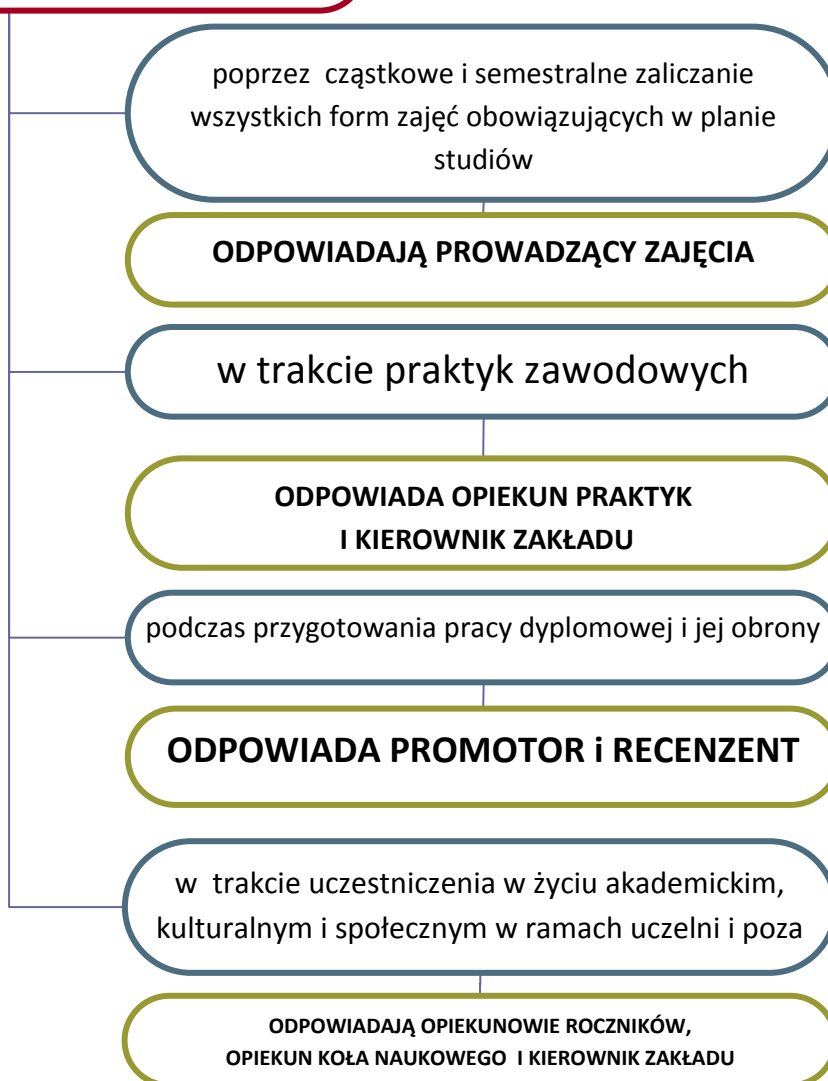 poprzez cząstkowe i semestralne zaliczanie
wszystkich form zajęć obowiązujących w planie
studiów
ODPOWIADAJĄ PROWADZĄCY ZAJĘCIA
w trakcie praktyk zawodowych
ODPOWIADA OPIEKUN PRAKTYK
I KIEROWNIK ZAKŁADU
podczas przygotowania pracy dyplomowej i jej obrony
ODPOWIADA PROMOTOR i RECENZENT
w trakcie uczestniczenia w życiu akademickim,
kulturalnym i społecznym w ramach uczelni i poza
ODPOWIADAJĄ OPIEKUNOWIE ROCZNIKÓW,
OPIEKUN KOŁA NAUKOWEGO I KIEROWNIK ZAKŁADU